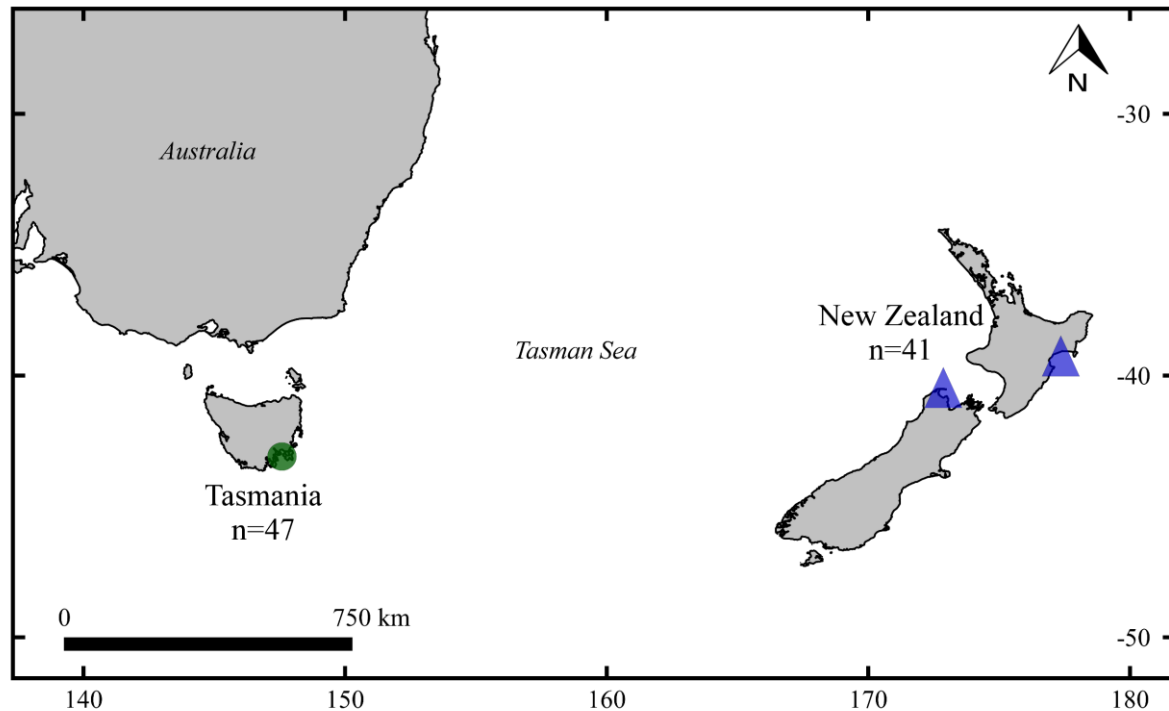 N
-30
Australia
New Zealand
n=41
Tasman Sea
-40
Tasmania
n=47
0 750 km
-50
140 150 160 170 180